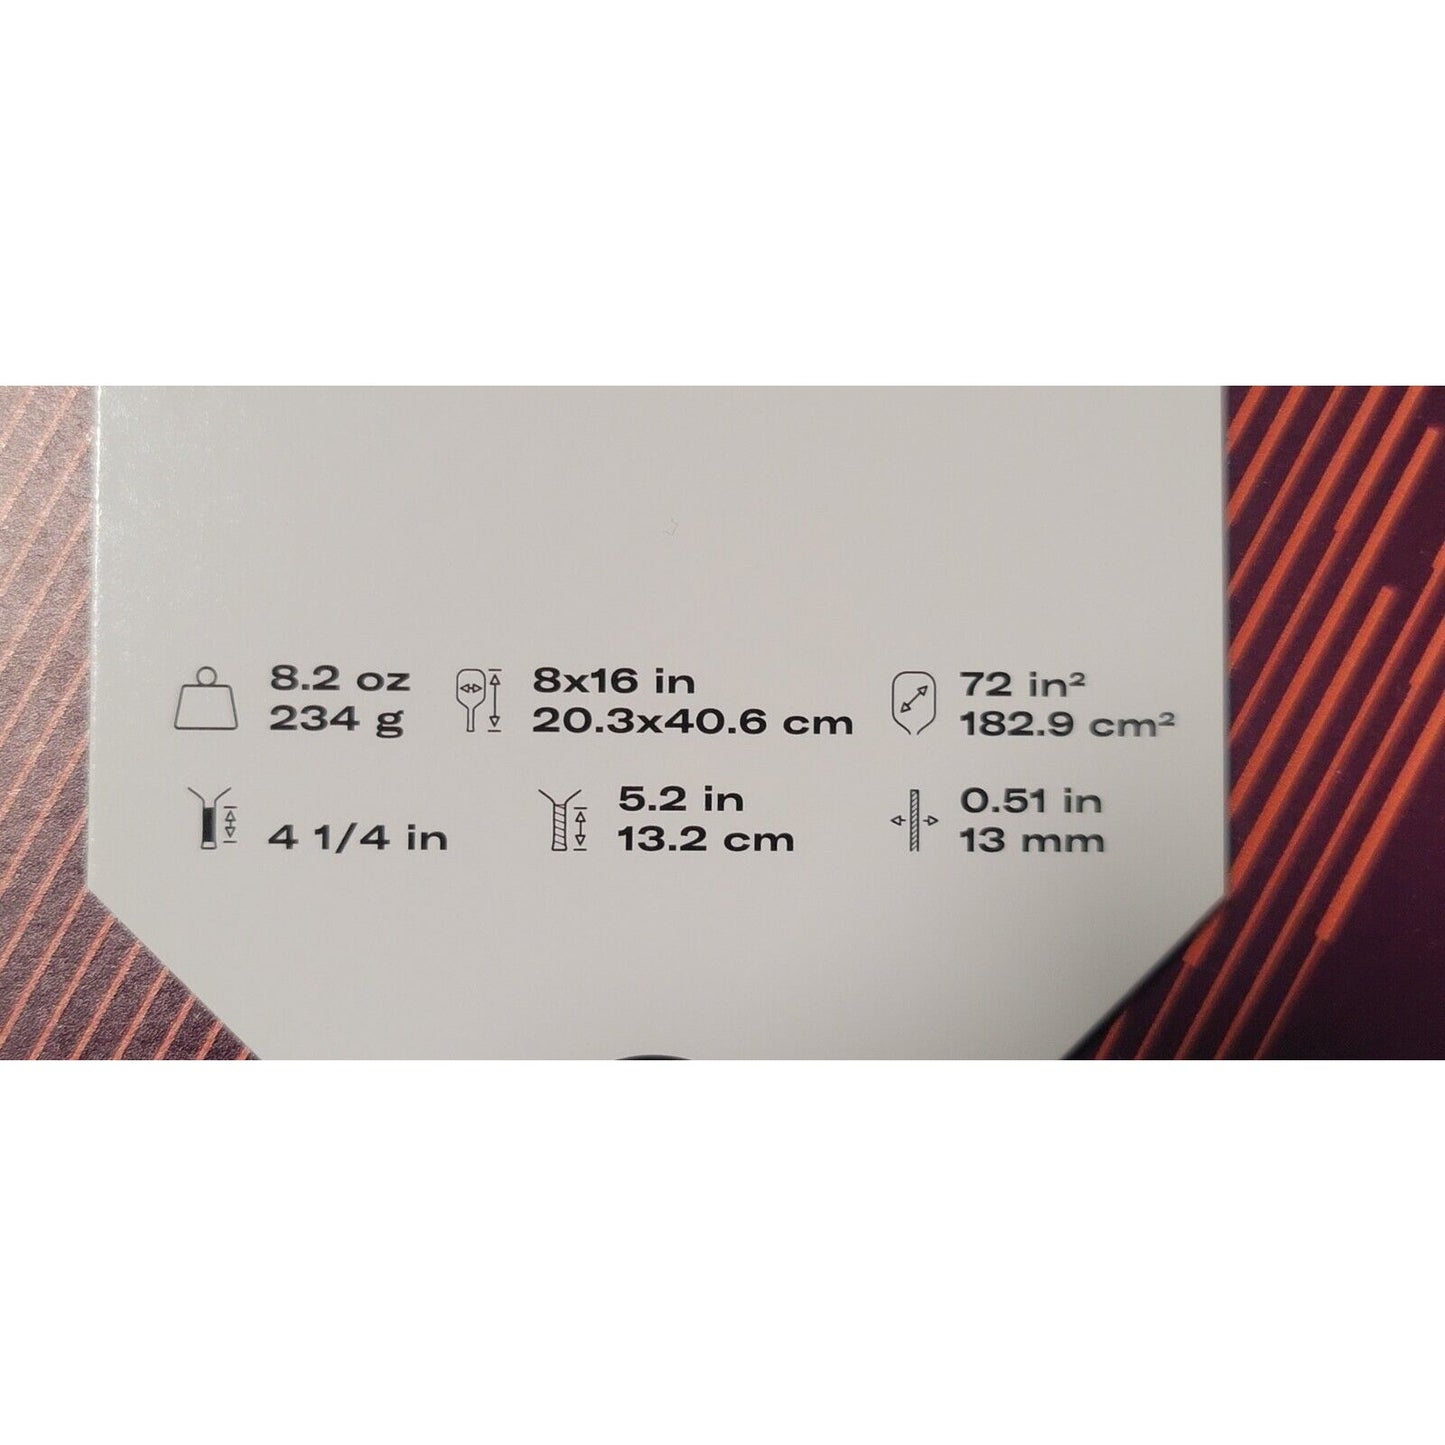 8.2 oz
234 g
8x16 in
20.3x40.6 cm
72 in²
182.9 cm²
4 1/4 in
5.2 in
13.2 cm
0.51 in
13 mm